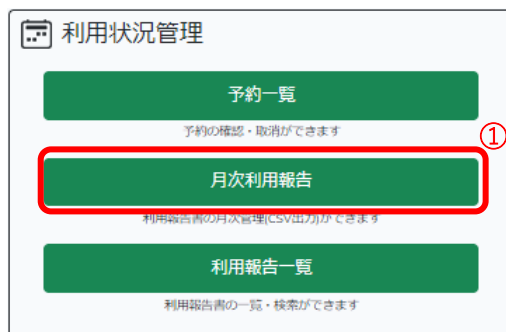 利用状況管理
予約一覧
予約の確認・取消ができます
①
月次利用報告
利用報告書の月次管理(CSV出力)ができます
利用報告一覧
利用報告書の一覧・検索ができます